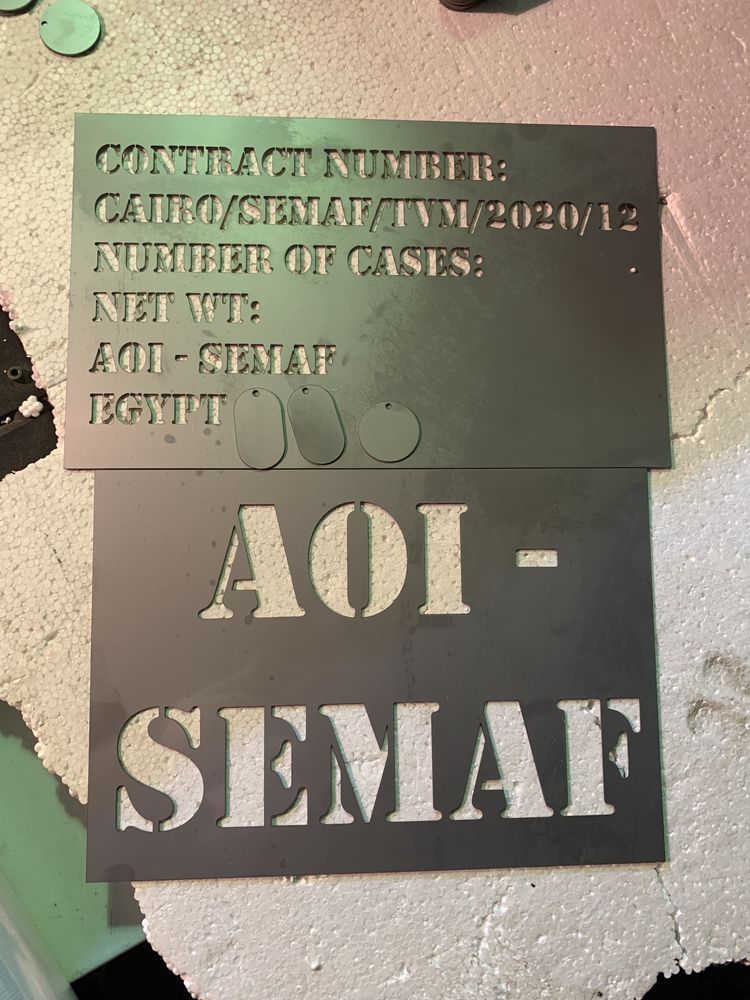 CONTRACT NUMBER:
CAIRO/SEMAF/TVM/2020/12
NUMBER OF CASES:
NET WT:
AOI - SEMAF
EGYPT
AOI -
SEMAF